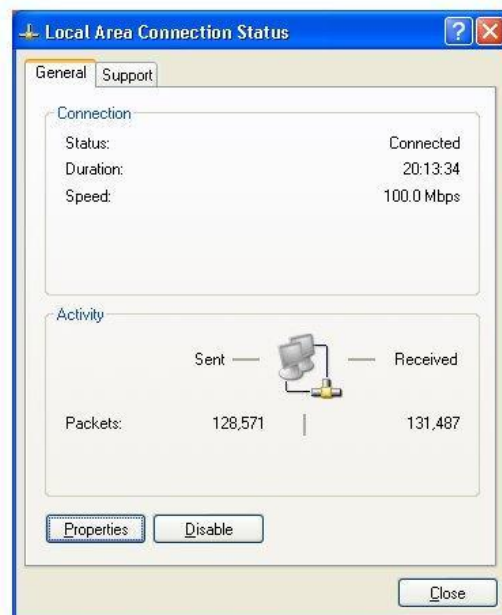 Local Area Connection Status
General Support
Connection
Status: Connected
Duration: 20:13:34
Speed: 100.0 Mbps
Activity
Sent Received
Packets: 128,571 131,487
Properties Disable
Close